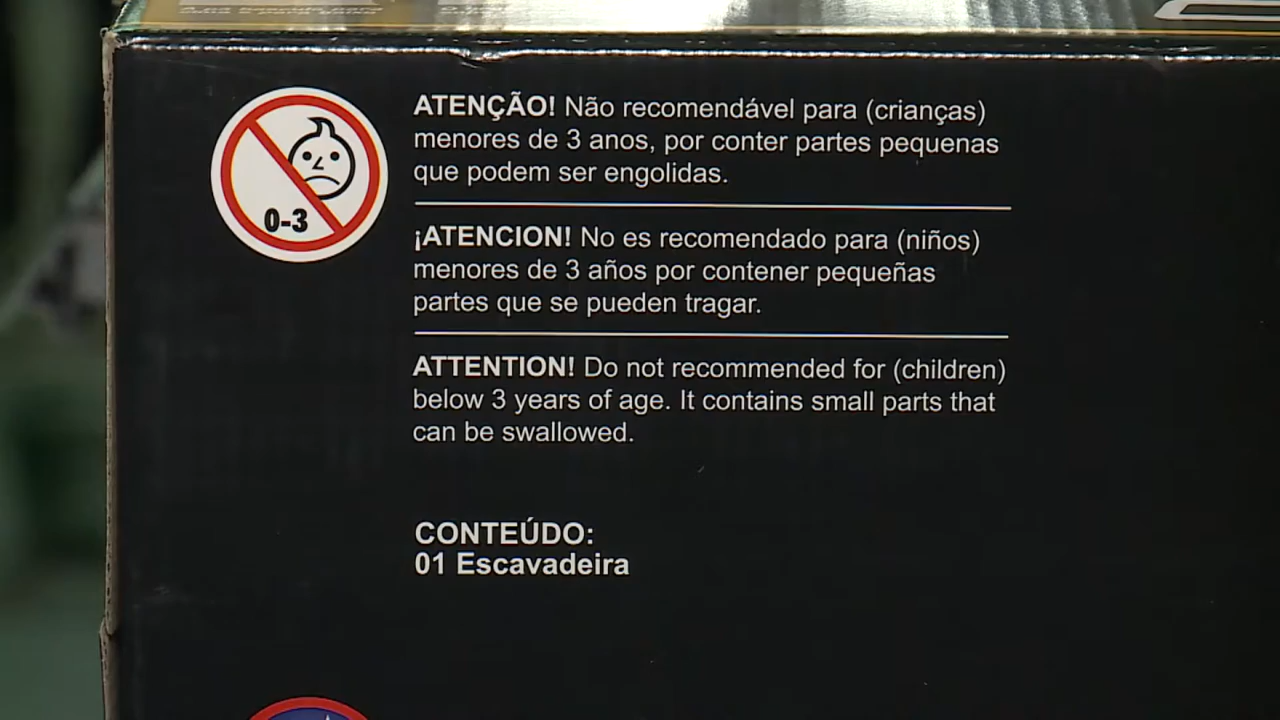 ATENÇÃO! Não recomendável para (crianças)
menores de 3 anos, por conter partes pequenas
que podem ser engolidas.
0-3
¡ATENCION! No es recomendado para (niños)
menores de 3 años por contener pequeñas
partes que se pueden tragar.
ATTENTION! Do not recommended for (children)
below 3 years of age. It contains small parts that
can be swallowed.
CONTEÚDO:
01 Escavadeira